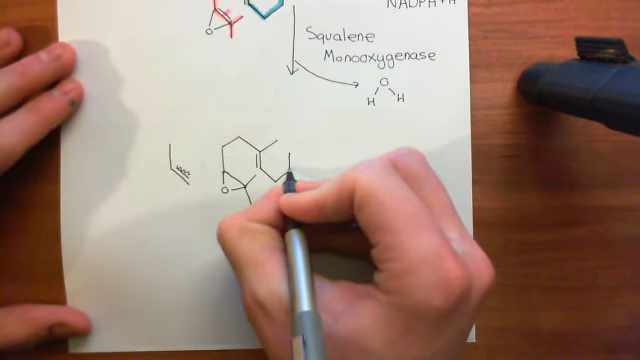 NADPH+H
O
Squalene
Monooxygenase
O
H H
O